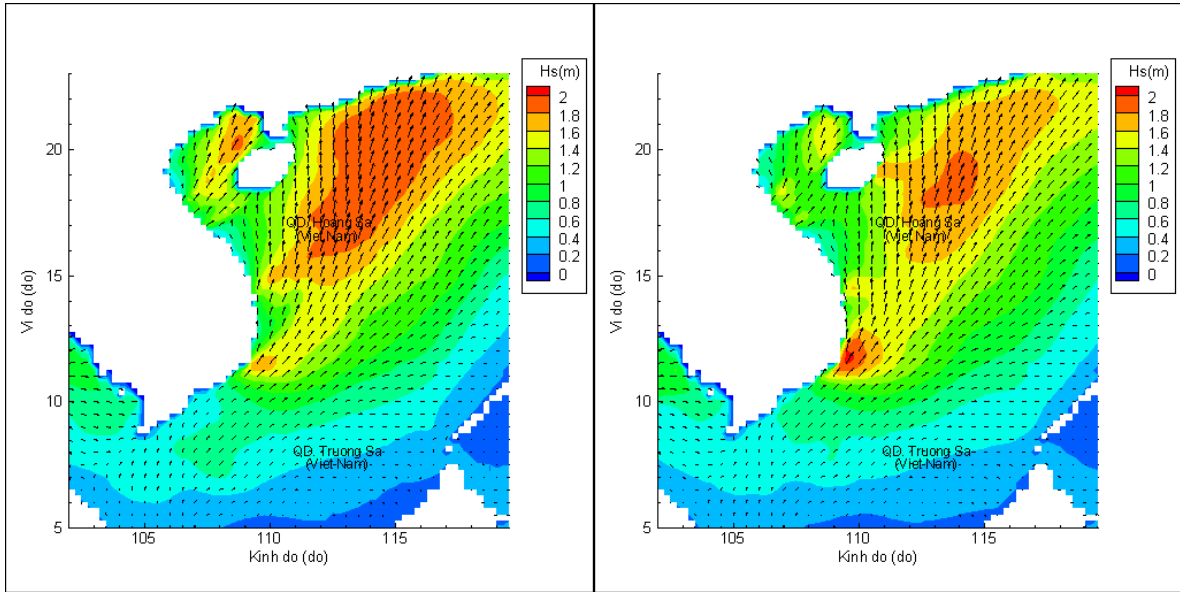 Hs(m)
2
1.8
1.6
1.4
1.2
1
0.8
0.6
0.4
0.2
0
20
15
10
5
Vi do (do)
105
110
115
Kinh do (do)
QD. Hoang Sa
(Viet Nam)
QD. Truong Sa
(Viet-Nam)
Hs(m)
2
1.8
1.6
1.4
1.2
1
0.8
0.6
0.4
0.2
0
20
15
10
5
Vi do (do)
105
110
115
Kinh do (do)
QD. Hoang Sa
(Viet Nam)
QD. Truong Sa
(Viet-Nam)